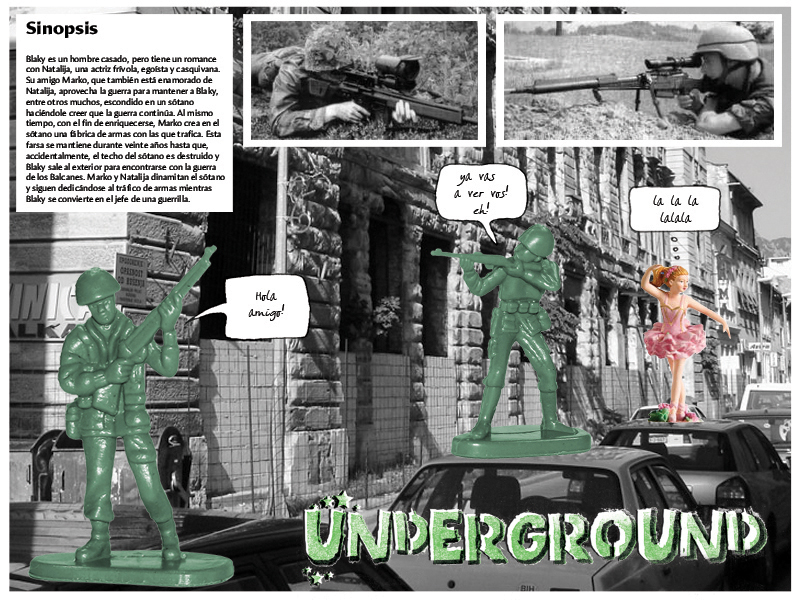 Sinopsis
Blaky es un hombre casado, pero tiene un romance
con Natalija, una actriz frívola, egoísta y casquivana.
Su amigo Marko, que también está enamorado de
Natalija, aprovecha la guerra para mantener a Blaky,
entre otros muchos, escondido en un sótano
haciéndole creer que la guerra continúa. Al mismo
tiempo, con el fin de enriquecerse, Marko crea en el
sótano una fábrica de armas con las que trafica. Esta
farsa se mantiene durante veinte años hasta que,
accidentalmente, el techo del sótano es destruido y
Blaky sale al exterior para encontrarse con la guerra
de los Balcanes. Marko y Natalija dinamitan el sótano
y siguen dedicándose al tráfico de armas mientras
Blaky se convierte en el jefe de una guerrilla.
ya vas
a ver vos!
eh!
la la la
lalala
Hola
amigo!
OPASNOST
OD RUŠENJA
UNDERGROUND
BIH